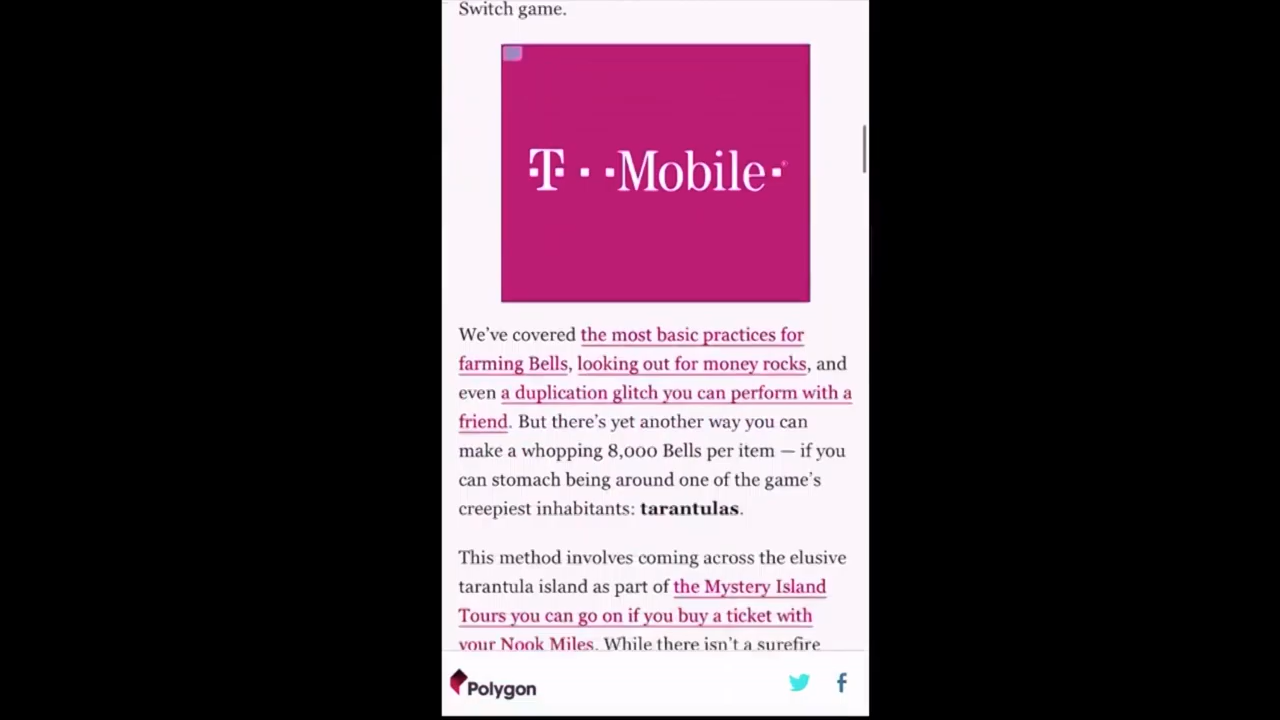 Switch game.
T··Mobile·
We've covered the most basic practices for
farming Bells, looking out for money rocks, and
even a duplication glitch you can perform with a
friend. But there's yet another way you can
make a whopping 8,000 Bells per item — if you
can stomach being around one of the game's
creepiest inhabitants: tarantulas.
This method involves coming across the elusive
tarantula island as part of the Mystery Island
Tours you can go on if you buy a ticket with
your Nook Miles. While there isn't a surefire
Polygon